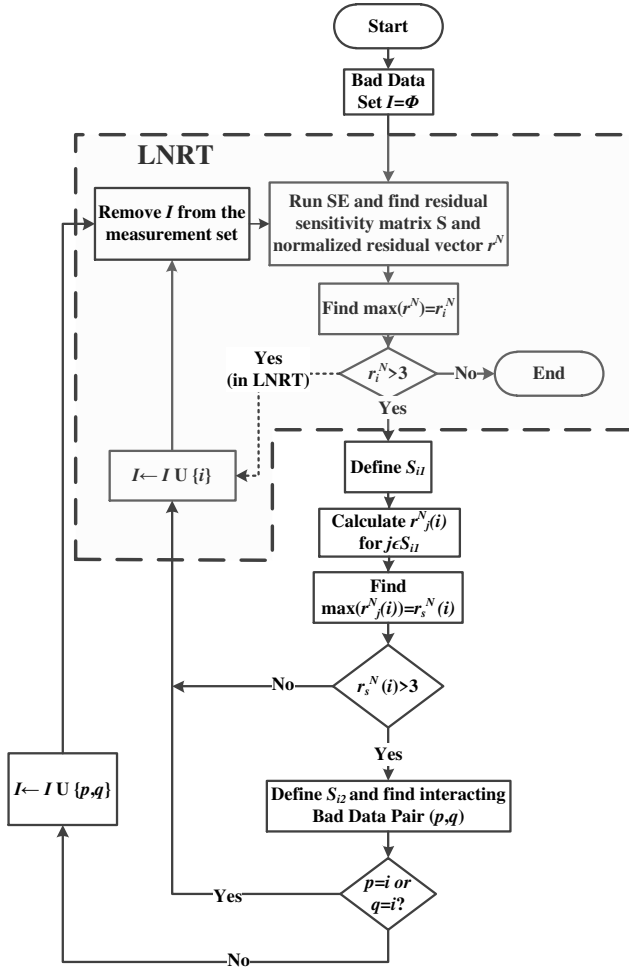 Start
Bad Data
Set I=Φ
LNRT
Remove I from the
measurement set
Run SE and find residual
sensitivity matrix S and
normalized residual vector r^N
Find max(r^N)=r_i^N
Yes
(in LNRT)
r_i^N>3
No
End
Yes
I← I U {i}
Define S_i1
Calculate r^N_j(i)
for jϵS_i1
Find
max(r^N_j(i))=r_s^N(i)
r_s^N(i)>3
No
Yes
I← I U {p,q}
Define S_i2 and find interacting
Bad Data Pair (p,q)
p=i or
q=i?
Yes
No